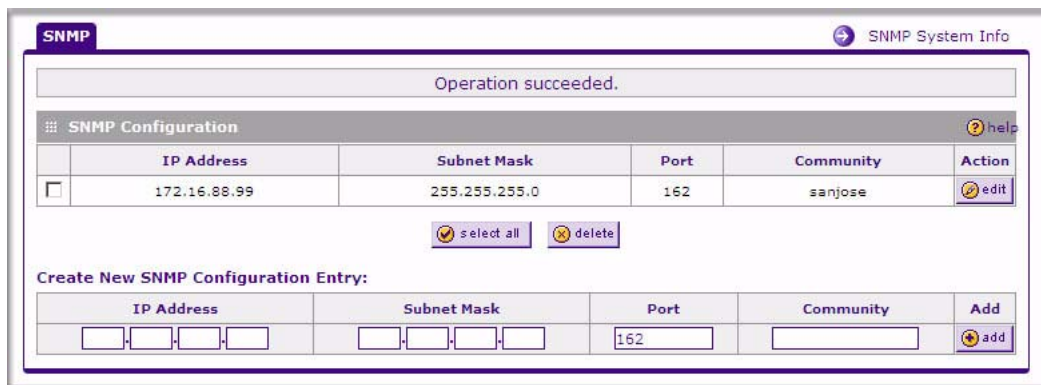 SNMP
SNMP System Info
Operation succeeded.
SNMP Configuration
help
IP Address Subnet Mask Port Community Action
172.16.88.99 255.255.255.0 162 sanjose edit
select all delete
Create New SNMP Configuration Entry:
IP Address Subnet Mask Port Community Add
. . . . . . 162 add